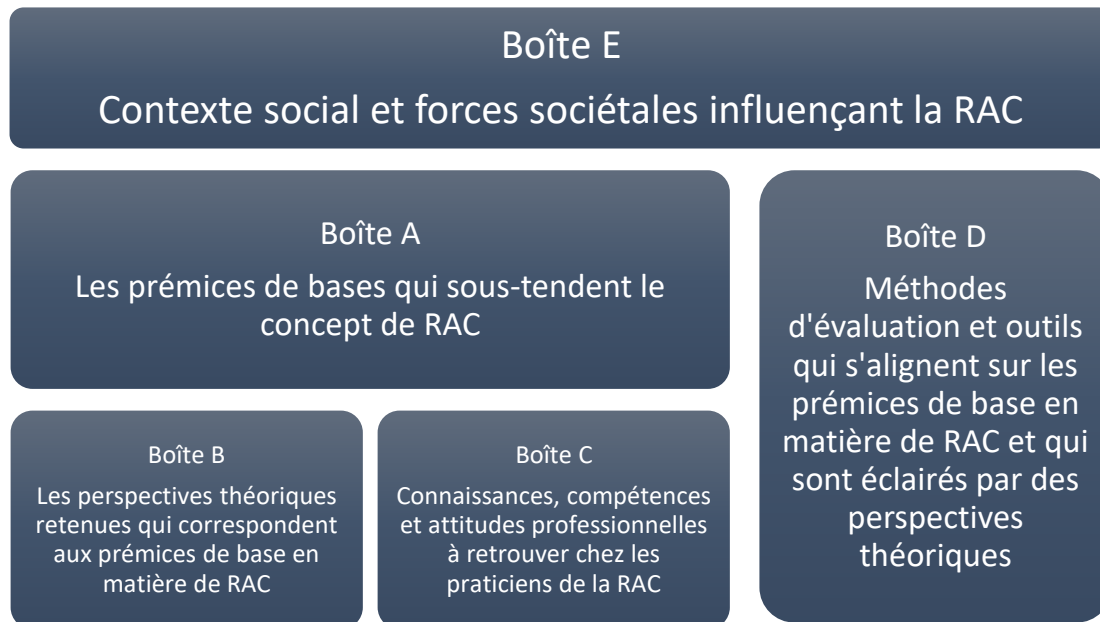 Boîte E
Contexte social et forces sociétales influençant la RAC
Boîte A
Les prémices de bases qui sous-tendent le
concept de RAC
Boîte B
Les perspectives théoriques
retenues qui correspondent
aux prémices de base en
matière de RAC
Boîte C
Connaissances, compétences
et attitudes professionnelles
à retrouver chez les
praticiens de la RAC
Boîte D
Méthodes
d'évaluation et outils
qui s'alignent sur les
prémices de base en
matière de RAC et qui
sont éclairés par des
perspectives
théoriques